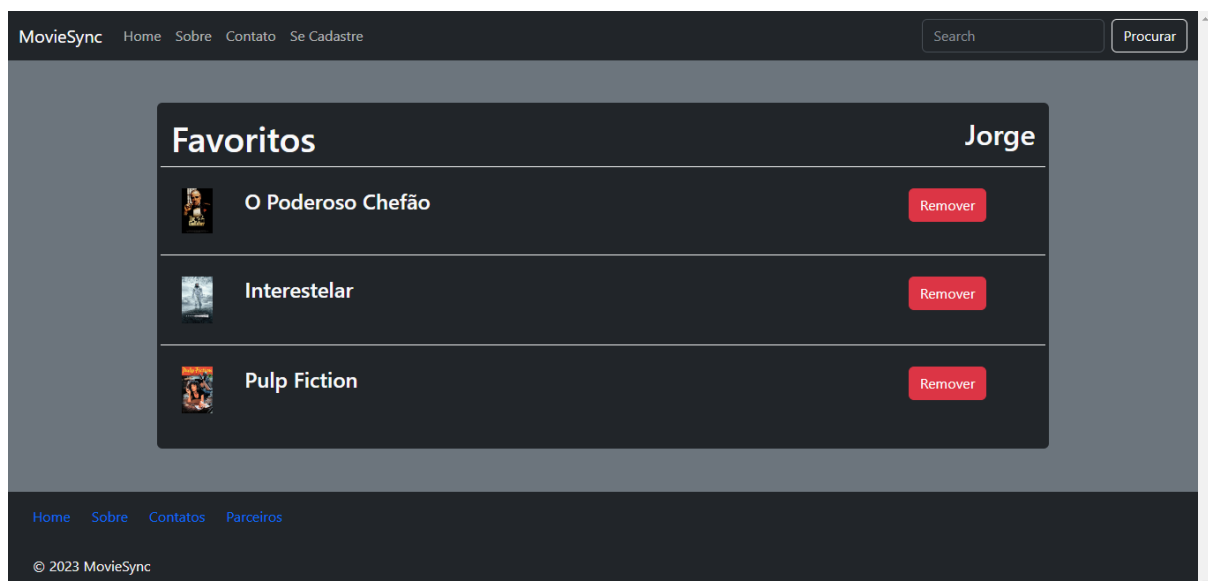 MovieSync Home Sobre Contato Se Cadastre Search Procurar
Favoritos Jorge
O Poderoso Chefão Remover
Interestelar Remover
Pulp Fiction Remover
Home Sobre Contatos Parceiros
© 2023 MovieSync